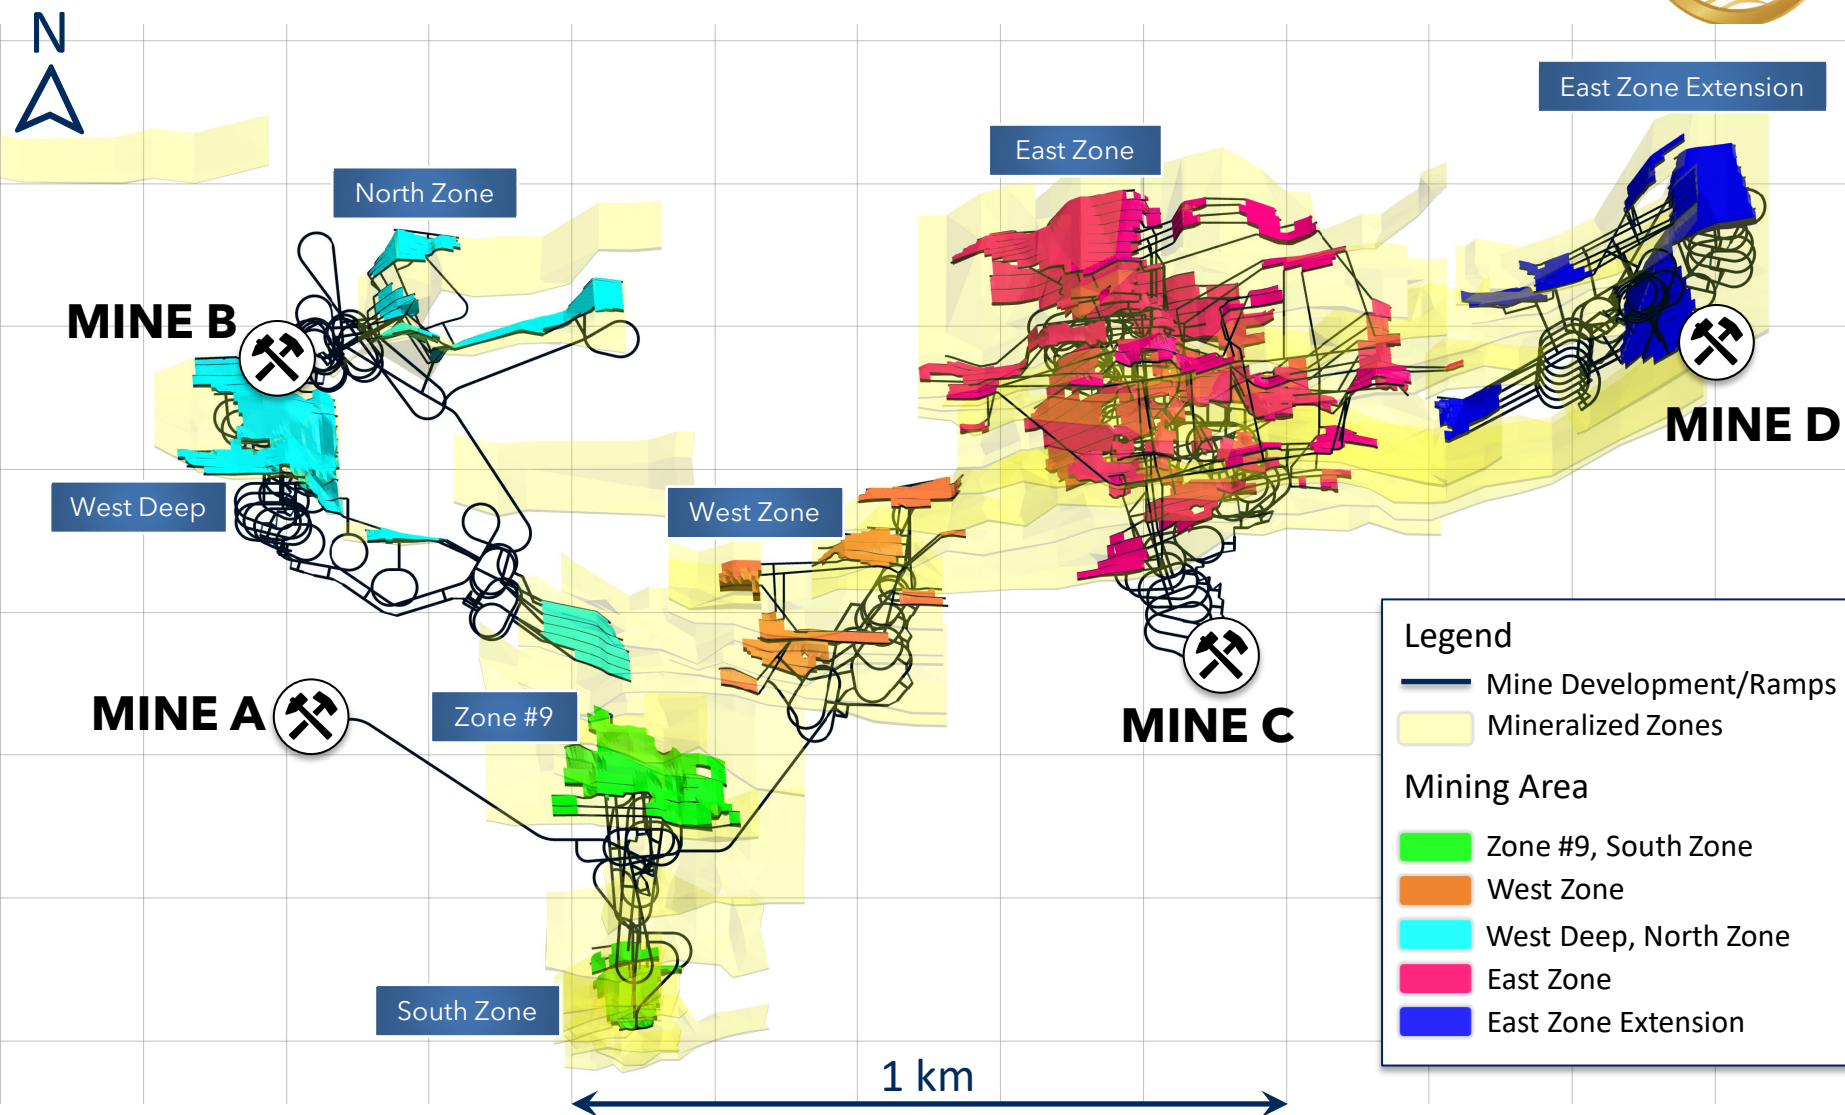 N
East Zone Extension
East Zone
North Zone
MINE B
MINE D
West Deep
West Zone
MINE A
Zone #9
MINE C
South Zone
1 km
Legend
Mine Development/Ramps
Mineralized Zones
Mining Area
Zone #9, South Zone
West Zone
West Deep, North Zone
East Zone
East Zone Extension